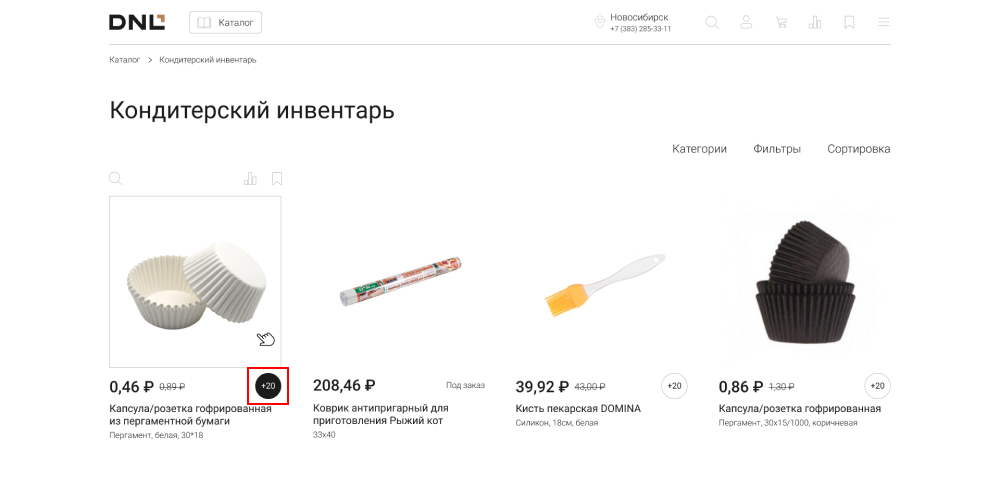 DNL
Каталог
Новосибирск
+7 (383) 285-33-11
Каталог > Кондитерский инвентарь
Кондитерский инвентарь
Категории Фильтры Сортировка
0,46 ₽ 0,89 ₽ +20
Капсула/розетка гофрированная
из пергаментной бумаги
Пергамент, белая, 30*18
208,46 ₽ Под заказ
Коврик антипригарный для
приготовления Рыжий кот
33х40
39,92 ₽ 43,00 ₽ +20
Кисть пекарская DOMINA
Силикон, 18см, белая
0,86 ₽ 1,30 ₽ +20
Капсула/розетка гофрированная
Пергамент, 30х15/1000, коричневая